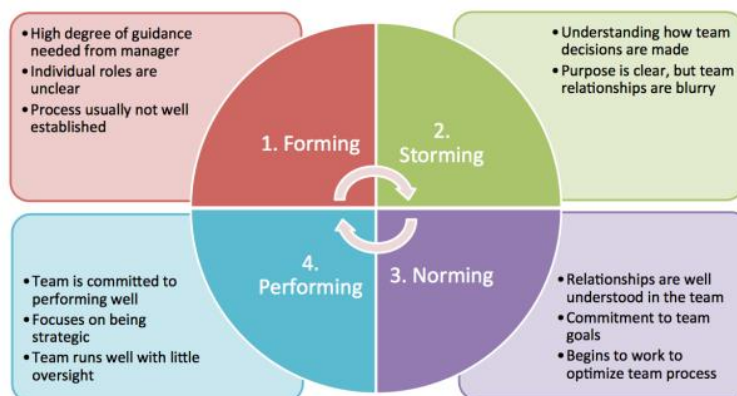 • High degree of guidance
needed from manager
• Individual roles are
unclear
• Process usually not well
established
1. Forming
2.
Storming
• Understanding how team
decisions are made
• Purpose is clear, but team
relationships are blurry
• Team is committed to
performing well
• Focuses on being
strategic
• Team runs well with little
oversight
4.
Performing
3. Norming
• Relationships are well
understood in the team
• Commitment to team
goals
• Begins to work to
optimize team process